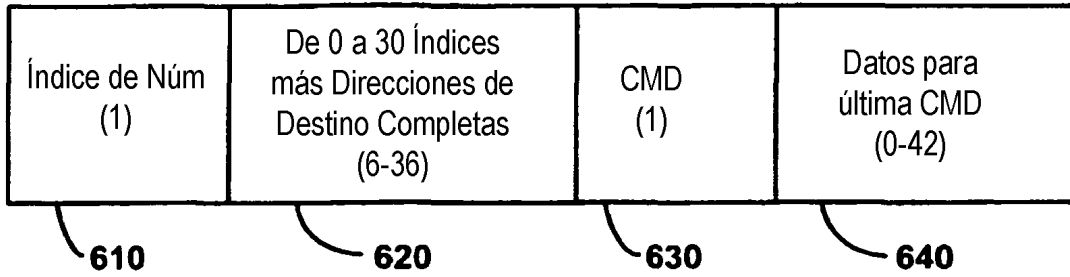 Índice de Núm
(1)
De 0 a 30 Índices
más Direcciones de
Destino Completas
(6-36)
CMD
(1)
Datos para
última CMD
(0-42)
610
620
630
640